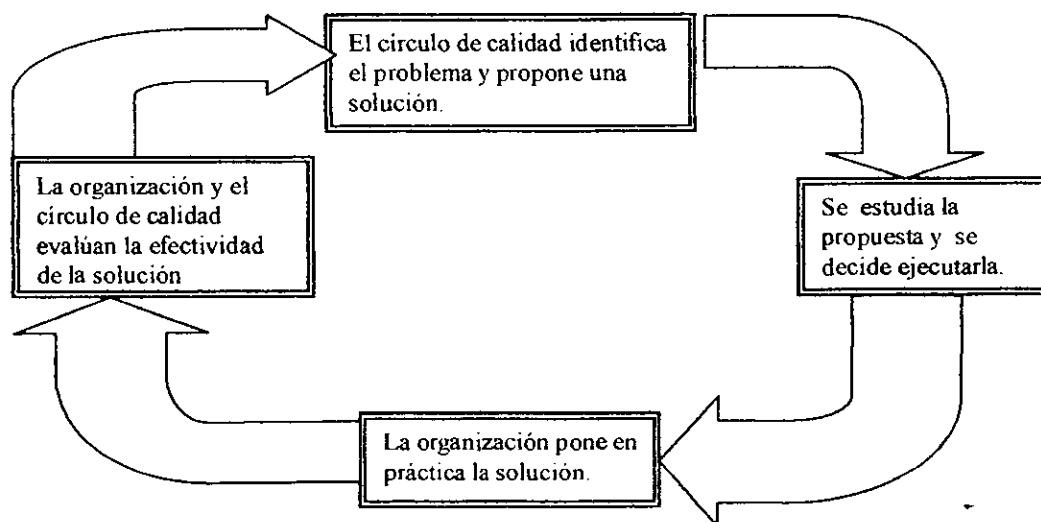 El círculo de calidad identifica
el problema y propone una
solución.
Se estudia la
propuesta y se
decide ejecutarla.
La organización pone en
práctica la solución.
La organización y el
círculo de calidad
evalúan la efectividad
de la solución